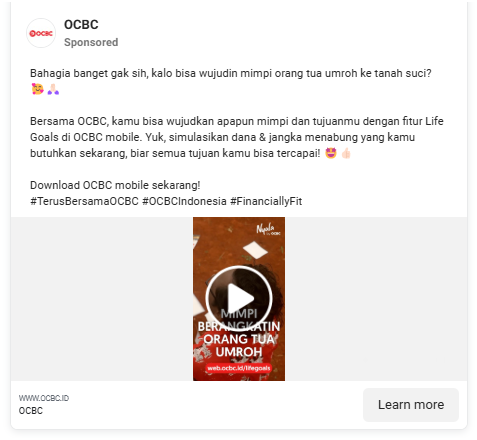 OCBC
OCBC
Sponsored
Bahagia banget gak sih, kalo bisa wujudin mimpi orang tua umroh ke tanah suci?
🥰🙏🏻
Bersama OCBC, kamu bisa wujudkan apapun mimpi dan tujuanmu dengan fitur Life
Goals di OCBC mobile. Yuk, simulasikan dana & jangka menabung yang kamu
butuhkan sekarang, biar semua tujuan kamu bisa tercapai! 🤩👍🏻
Download OCBC mobile sekarang!
#TerusBersamaOCBC #OCBCIndonesia #FinanciallyFit
Nyala
by OCBC
MIMPI
BERANGKATIN
ORANG TUA
UMROH
web.ocbc.id/lifegoals
WWW.OCBC.ID
OCBC
Learn more